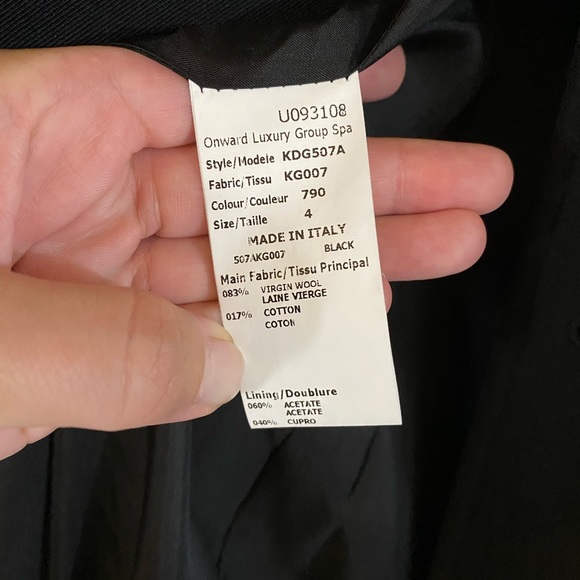 U093108
Onward Luxury Group Spa
Style/Modele KDG507A
Fabric/Tissu KG007
Colour/Couleur 790
Size/Taille 4
MADE IN ITALY
507AKG007 BLACK
Main Fabric/Tissu Principal
083% VIRGIN WOOL
LAINE VIERGE
017% COTTON
COTON
Lining/Doublure
060% ACETATE
ACETATE
040% CUPRO